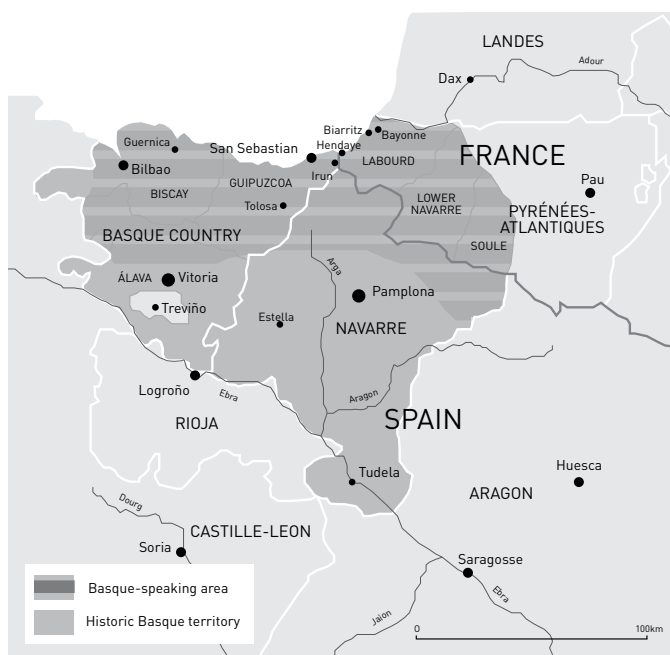 LANDES
Adour
Dax
Biarritz
Bayonne
Hendaye
Guernica
San Sebastian
Irun
LABOURD
FRANCE
Bilbao
Pau
BISCAY
GUIPUZCOA
LOWER
NAVARRE
Tolosa
PYRÉNÉES-
ATLANTIQUES
BASQUE COUNTRY
SOULE
Arga
ÁLAVA
Vitoria
Pamplona
Treviño
Estella
NAVARRE
Logroño
Ebra
Aragon
RIOJA
SPAIN
Tudela
Huesca
ARAGON
Dourg
CASTILLE-LEON
Soria
Saragosse
Ebra
Jaion
Basque-speaking area
Historic Basque territory
0
100km